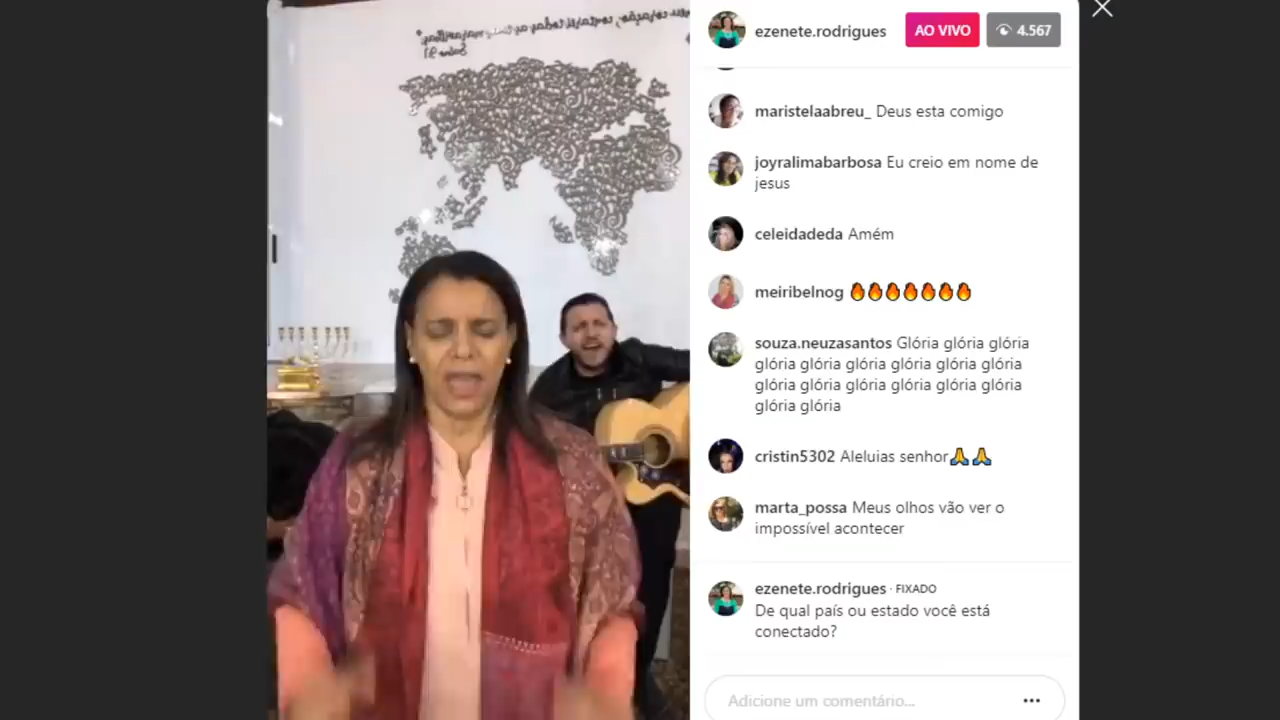 ezenete.rodrigues AO VIVO 4.567
maristelaabreu_ Deus esta comigo
joyralimabarbosa Eu creio em nome de
jesus
celeidadeda Amém
meiribelnog 🔥🔥🔥🔥🔥🔥🔥
souza.neuzasantos Glória glória glória
glória glória glória glória glória glória
glória glória glória glória glória glória
glória glória
cristin5302 Aleluias senhor🙏🙏
marta_possa Meus olhos vão ver o
impossível acontecer
ezenete.rodrigues · FIXADO
De qual país ou estado você está
conectado?
Adicione um comentário...